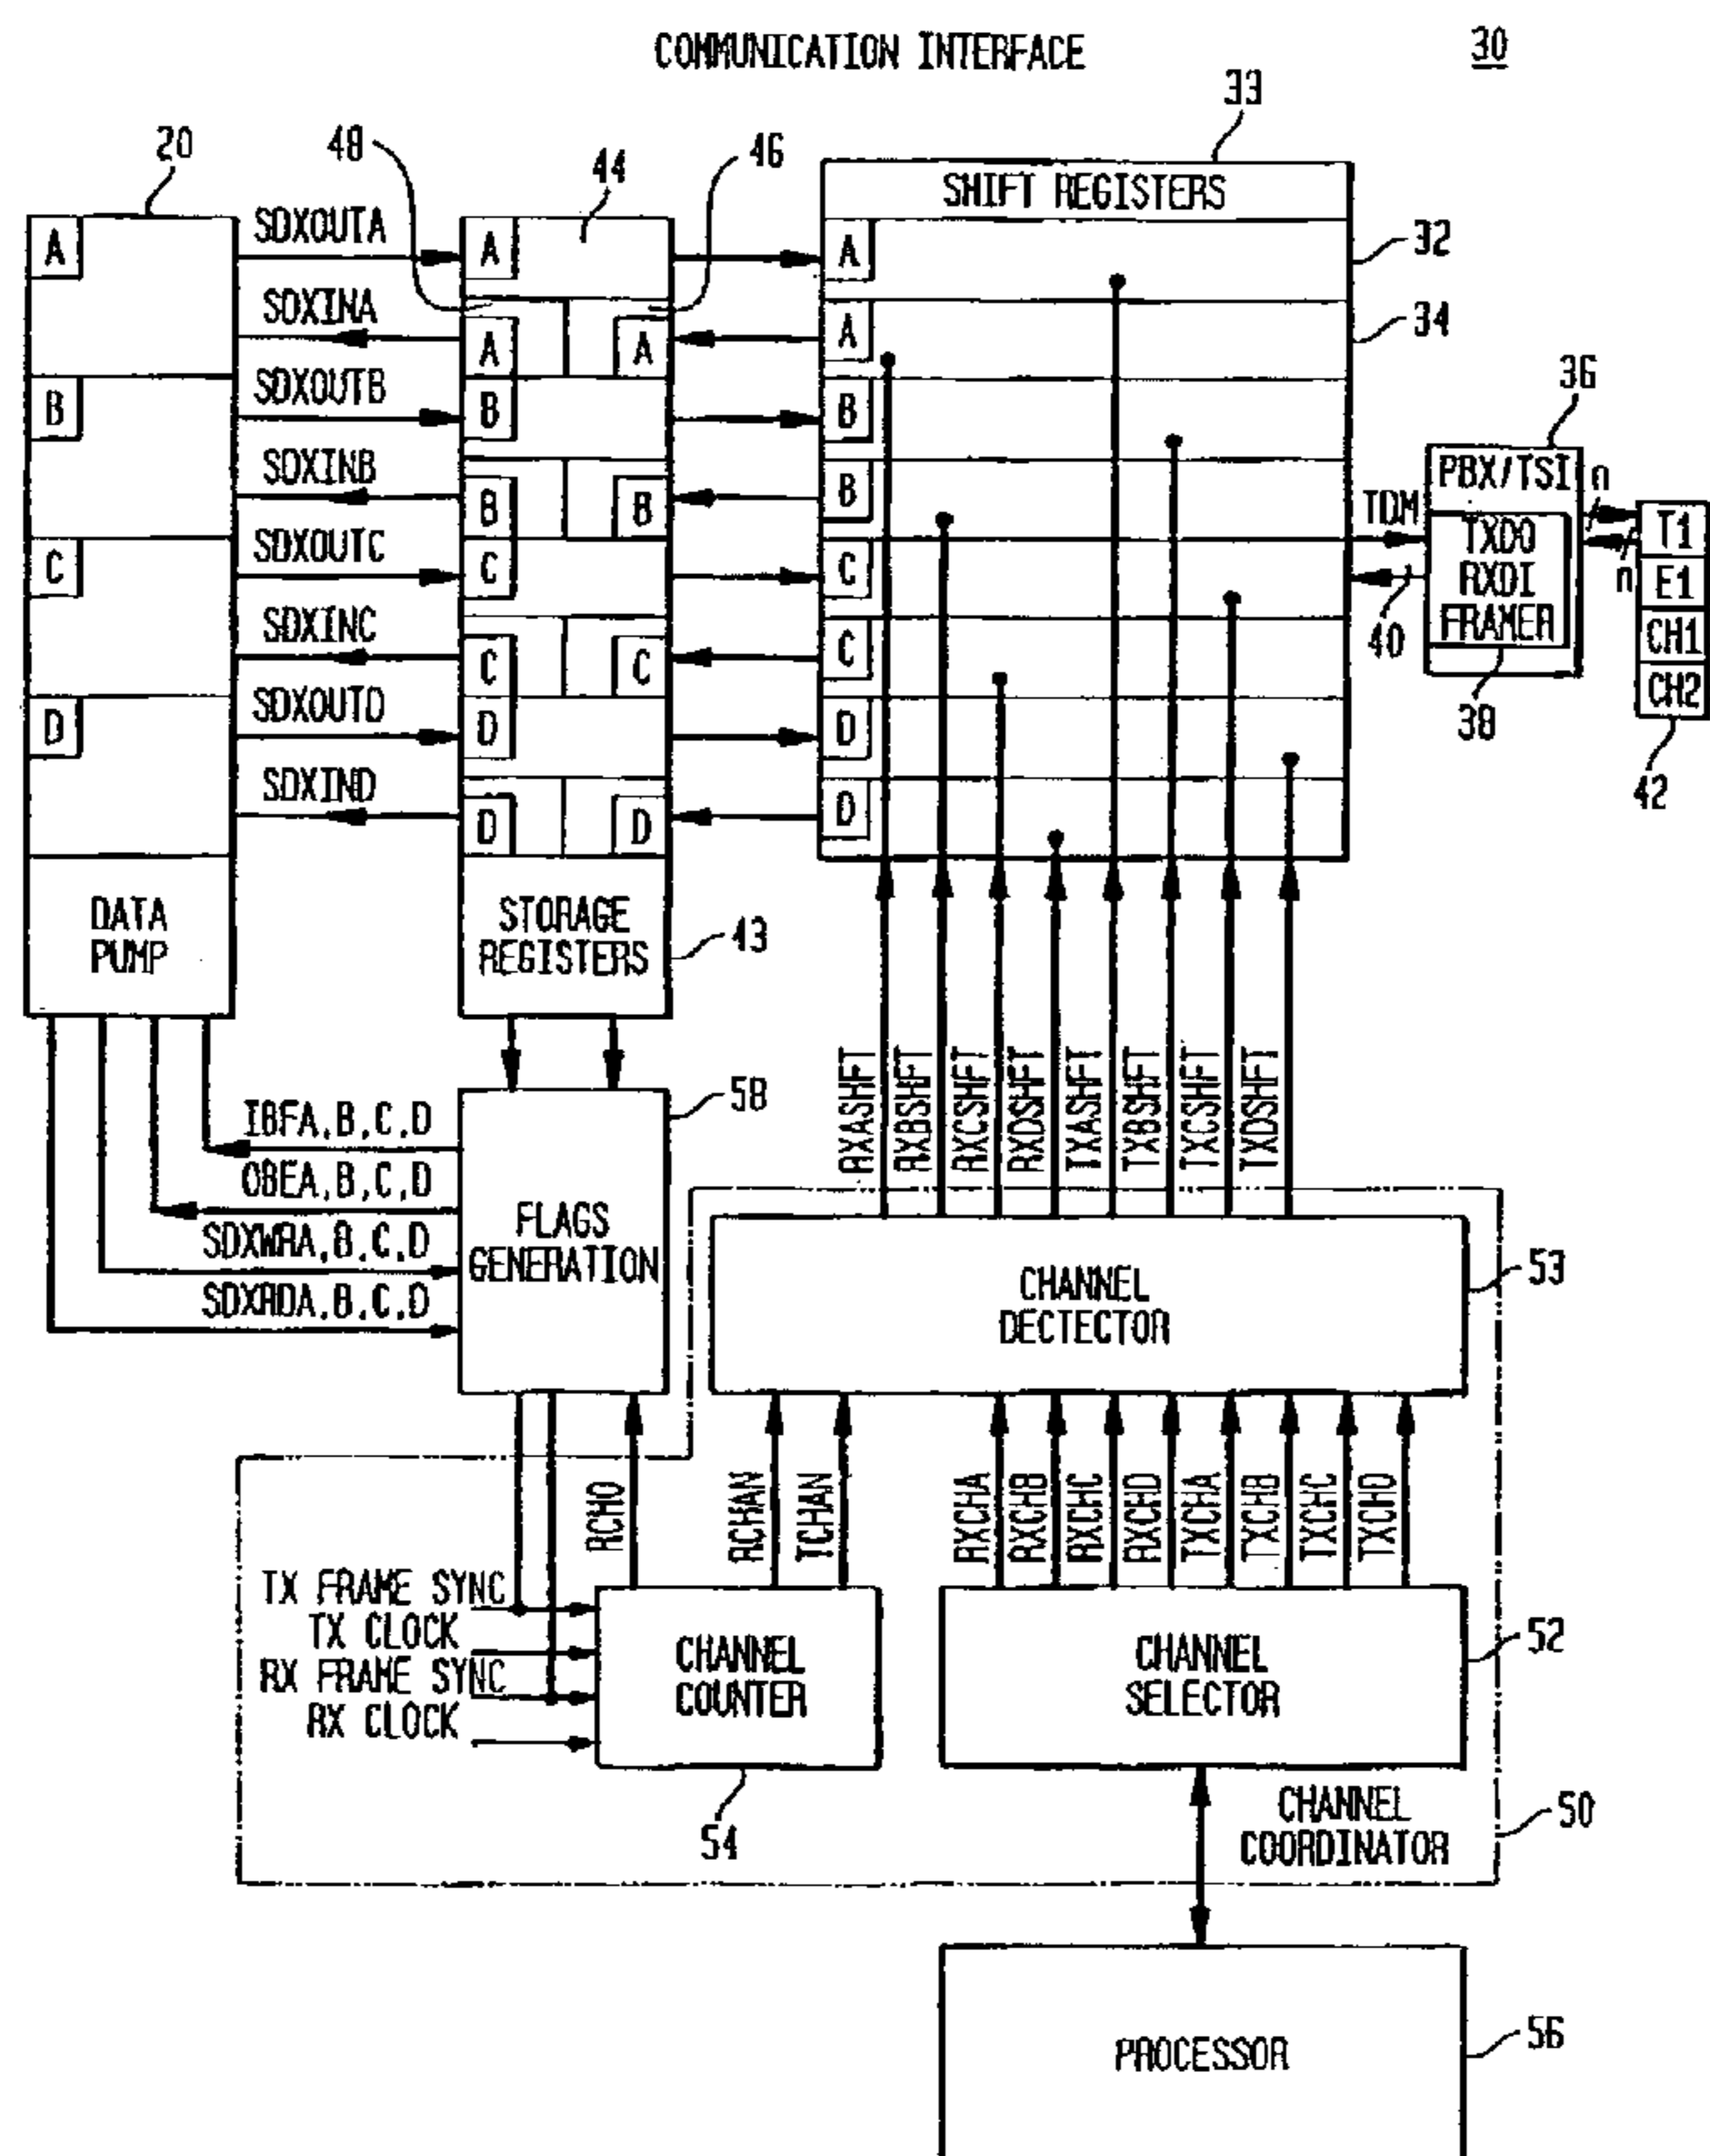 COMMUNICATION INTERFACE
30
33
20
48
44
46
SHIFT REGISTERS
32
34
A
SDXOUTA
A
A
SDXINA
A
A
A
B
SDXOUTB
B
B
SDXINB
B
B
B
C
SDXOUTC
C
C
SDXINC
C
C
C
D
SDXOUTD
D
D
SDXIND
D
D
D
36
PBX/TSI
n
TDM
TXDO
RXDI
FRAMER
n
40
38
T1
E1
CH1
CH2
42
DATA
PUMP
STORAGE
REGISTERS
43
RXASHFT
RXBSHFT
RXCSHFT
RXDSHFT
TXASHFT
TXBSHFT
TXCSHFT
TXDSHFT
58
IBFA,B,C,D
OBEA,B,C,D
SDXWRA,B,C,D
SDXRDA,B,C,D
FLAGS
GENERATION
CHANNEL
DECTECTOR
53
RCHO
RCHAN
TCHAN
RXCHA
RXCHB
RXCHC
RXCHD
TXCHA
TXCHB
TXCHC
TXCHD
TX FRAME SYNC
TX CLOCK
RX FRAME SYNC
RX CLOCK
CHANNEL
COUNTER
54
CHANNEL
SELECTOR
52
CHANNEL
COORDINATOR
50
PROCESSOR
56